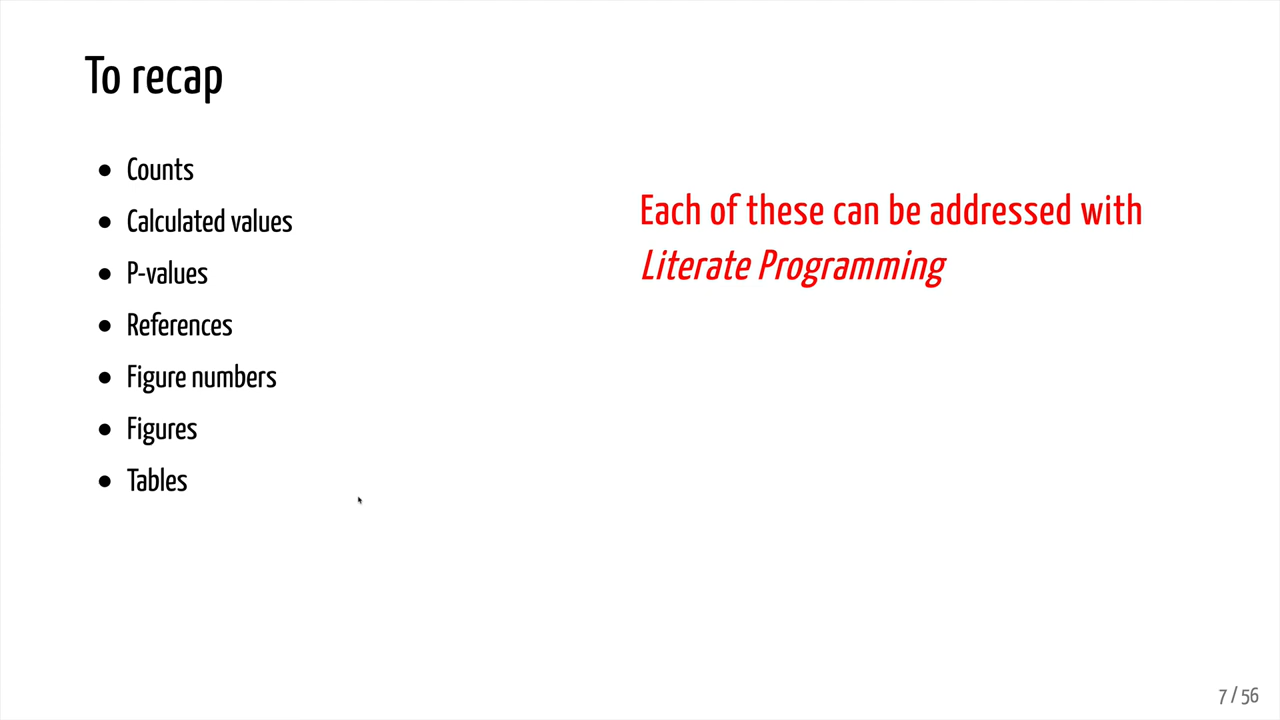 To recap
• Counts
• Calculated values
• P-values
• References
• Figure numbers
• Figures
• Tables
Each of these can be addressed with
Literate Programming
7 / 56